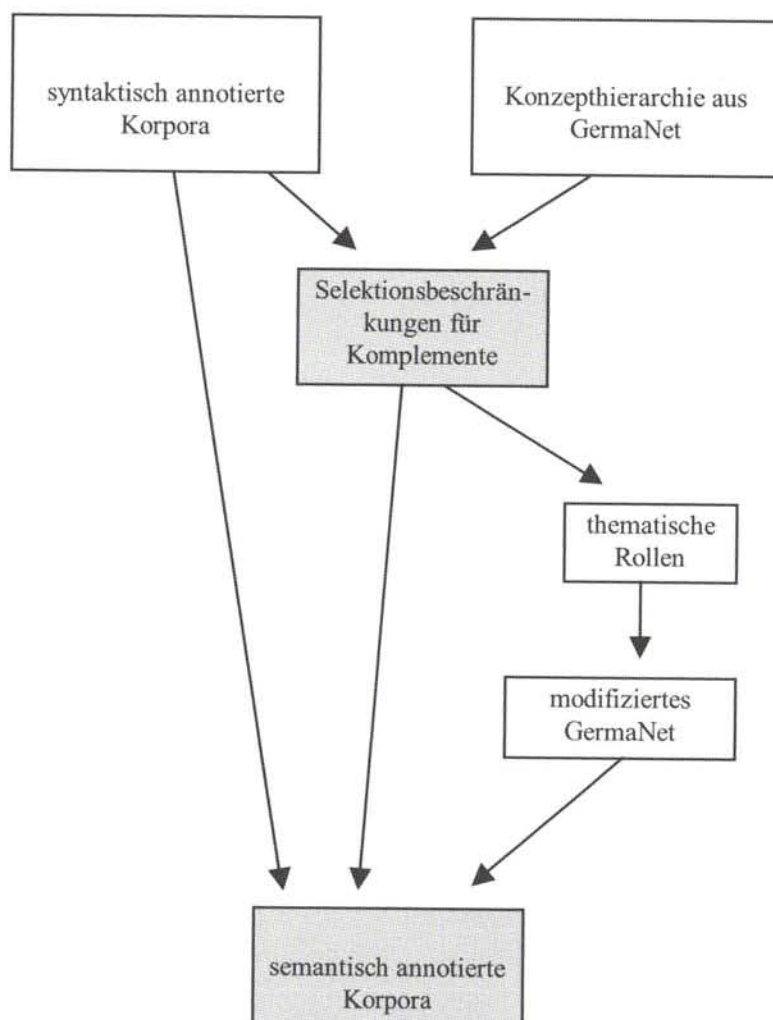 syntaktisch annotierte
Korpora
Konzepthierarchie aus
GermaNet
Selektionsbeschrän-
kungen für
Komplemente
thematische
Rollen
modifiziertes
GermaNet
semantisch annotierte
Korpora